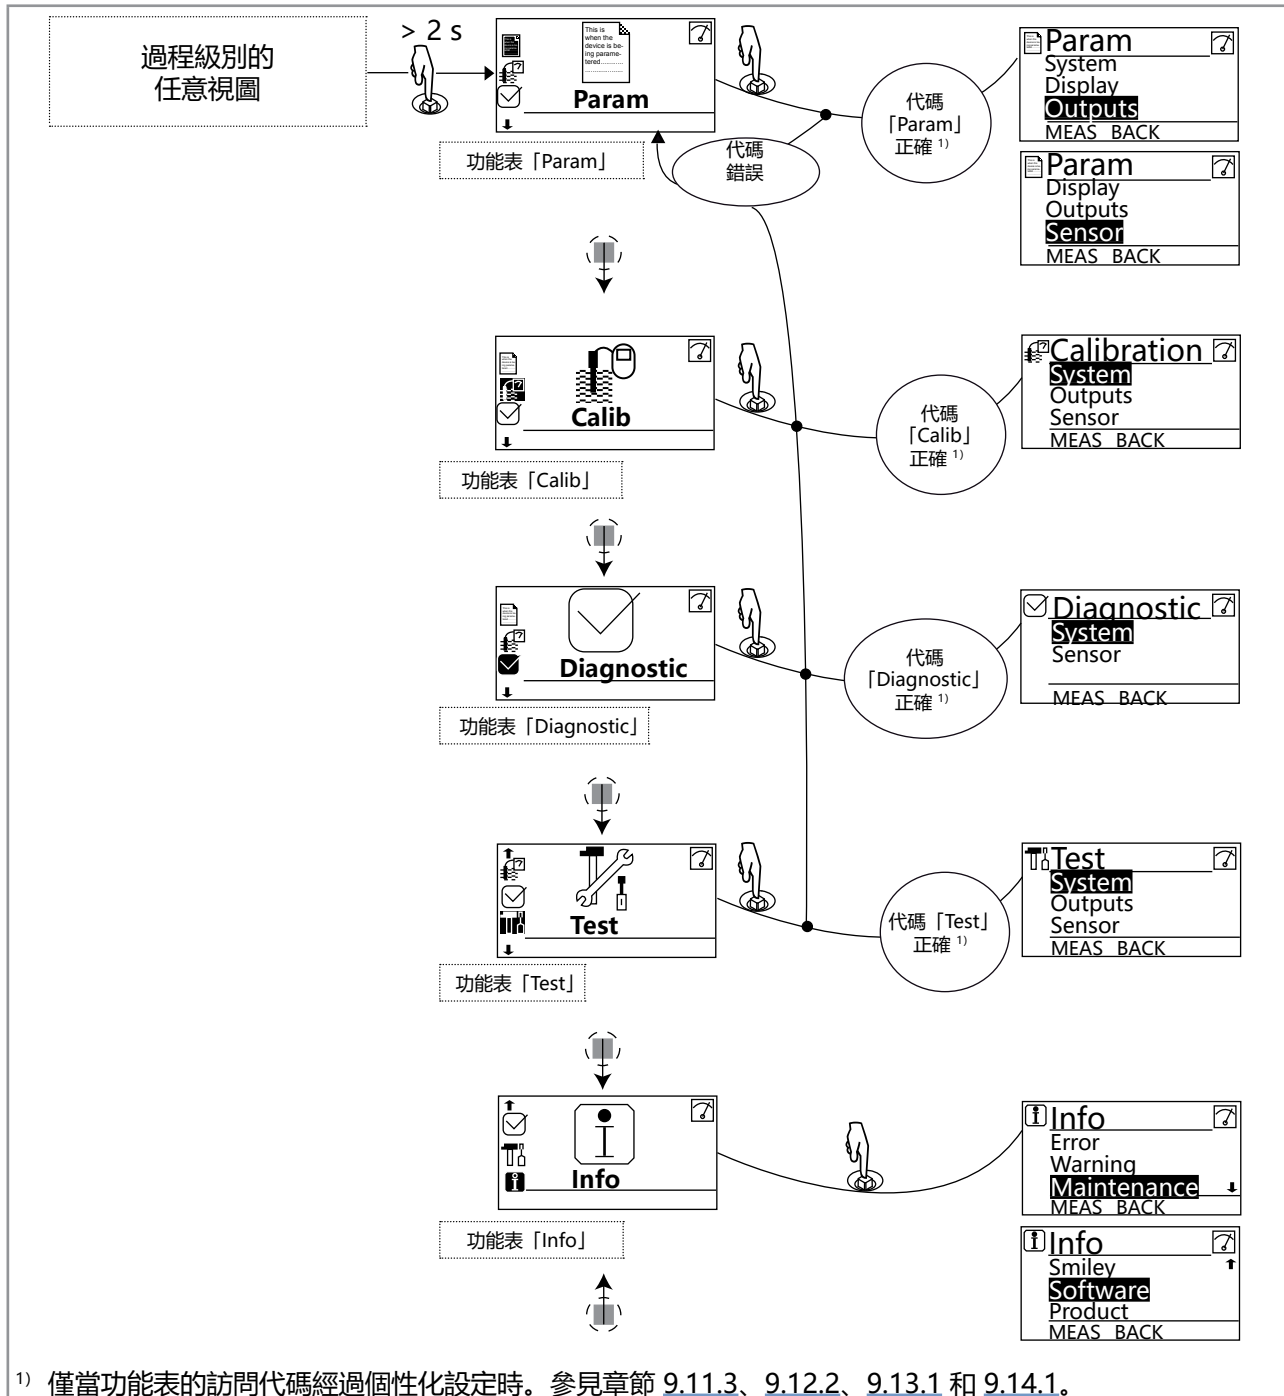 過程級別的
任意視圖
> 2 s
This is
when the
device is be-
ing parame-
tered...........
Param
功能表「Param」
代碼
錯誤
代碼
「Param」
正確 1)
Param
System
Display
Outputs
MEAS BACK
Param
Display
Outputs
Sensor
MEAS BACK
Calib
功能表「Calib」
代碼
「Calib」
正確 1)
Calibration
System
Outputs
Sensor
MEAS BACK
Diagnostic
功能表「Diagnostic」
代碼
「Diagnostic」
正確 1)
Diagnostic
System
Sensor
MEAS BACK
Test
功能表「Test」
代碼「Test」
正確 1)
Test
System
Outputs
Sensor
MEAS BACK
Info
功能表「Info」
Info
Error
Warning
Maintenance
MEAS BACK
Info
Smiley
Software
Product
MEAS BACK
1) 僅當功能表的訪問代碼經過個性化設定時。參見章節 9.11.3、9.12.2、9.13.1 和 9.14.1。